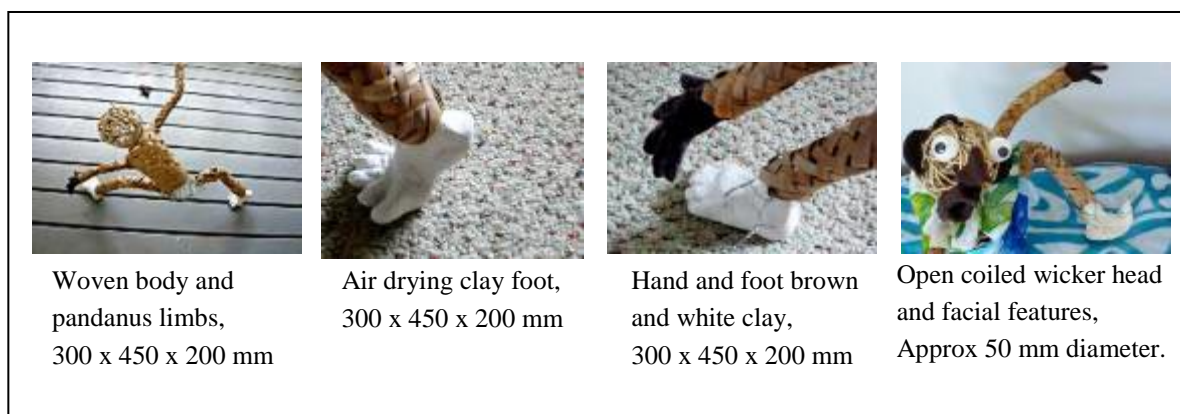 Woven body and
pandanus limbs,
300 x 450 x 200 mm
Air drying clay foot,
300 x 450 x 200 mm
Hand and foot brown
and white clay,
300 x 450 x 200 mm
Open coiled wicker head
and facial features,
Approx 50 mm diameter.